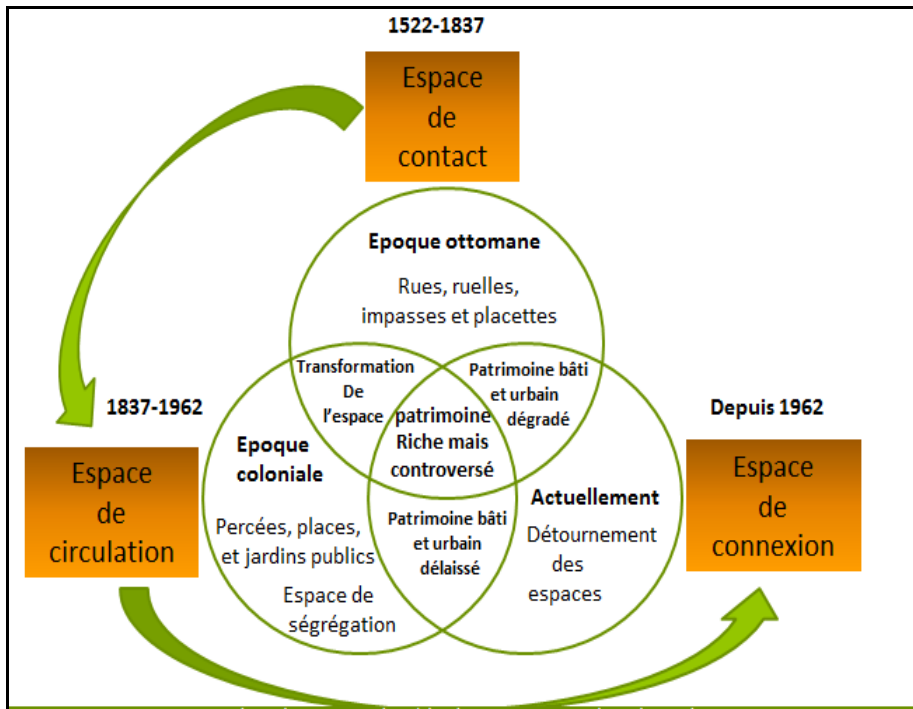 1522-1837
Espace
de
contact
Epoque ottomane
Rues, ruelles,
impasses et placettes
Transformation
De
l'espace
Patrimoine bâti
et urbain
dégradé
patrimoine
Riche mais
controversé
1837-1962
Espace
de
circulation
Epoque
coloniale
Percées, places,
et jardins publics
Espace de
ségrégation
Patrimoine bâti
et urbain
délaissé
Actuellement
Détournement
des
espaces
Depuis 1962
Espace
de
connexion